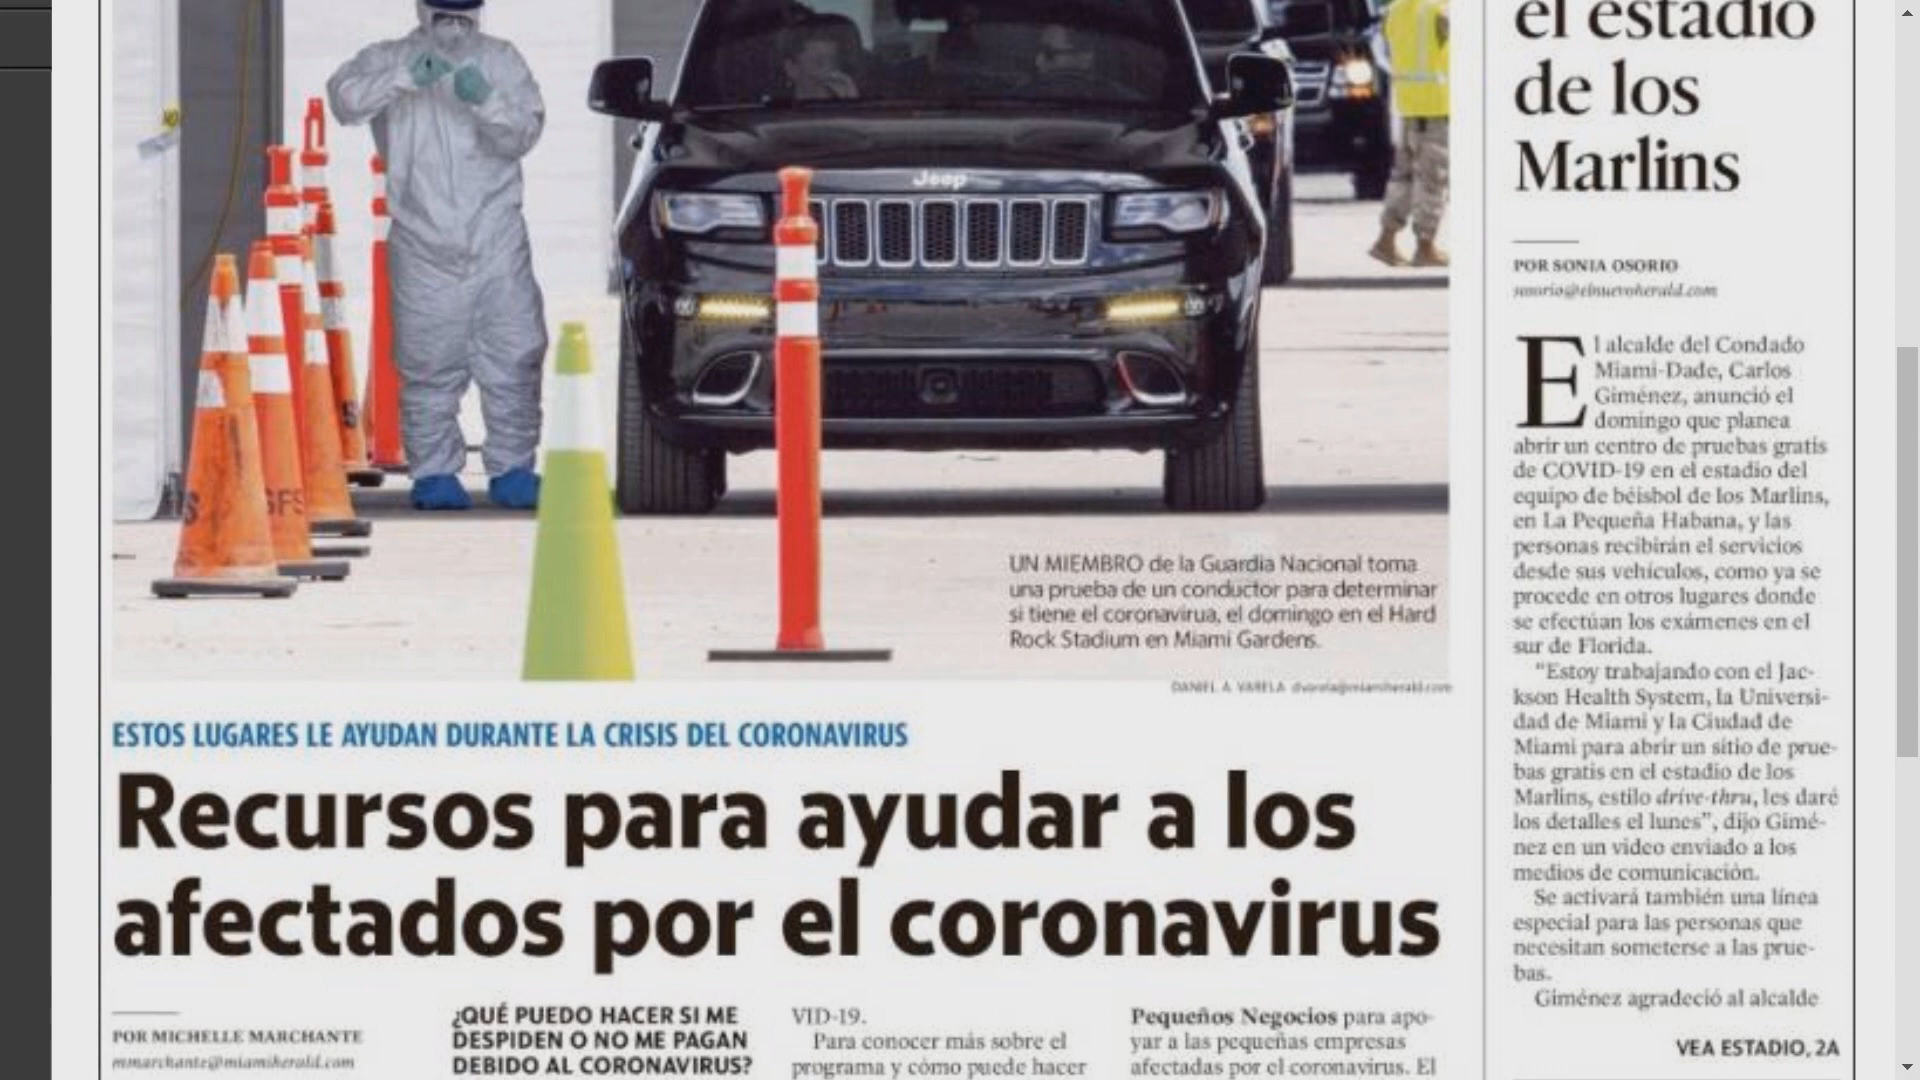 Jeep
GFS
S
UN MIEMBRO de la Guardia Nacional toma
una prueba de un conductor para determinar
si tiene el coronavirua, el domingo en el Hard
Rock Stadium en Miami Gardens.
DANIEL A. VARELA dvarela@miamiherald.com
ESTOS LUGARES LE AYUDAN DURANTE LA CRISIS DEL CORONAVIRUS
Recursos para ayudar a los
afectados por el coronavirus
POR MICHELLE MARCHANTE
mmarchante@miamiherald.com
¿QUÉ PUEDO HACER SI ME
DESPIDEN O NO ME PAGAN
DEBIDO AL CORONAVIRUS?
VID-19.
Para conocer más sobre el
programa y cómo puede hacer
Pequeños Negocios para apo-
yar a las pequeñas empresas
afectadas por el coronavirus. El
el estadio
de los
Marlins
POR SONIA OSORIO
sosorio@elnuevoherald.com
El alcalde del Condado
Miami-Dade, Carlos
Giménez, anunció el
domingo que planea
abrir un centro de pruebas gratis
de COVID-19 en el estadio del
equipo de béisbol de los Marlins,
en La Pequeña Habana, y las
personas recibirán el servicios
desde sus vehículos, como ya se
procede en otros lugares donde
se efectúan los exámenes en el
sur de Florida.
"Estoy trabajando con el Jac-
kson Health System, la Universi-
dad de Miami y la Ciudad de
Miami para abrir un sitio de prue-
bas gratis en el estadio de los
Marlins, estilo drive-thru, les daré
los detalles el lunes", dijo Gimé-
nez en un video enviado a los
medios de comunicación.
Se activará también una línea
especial para las personas que
necesitan someterse a las prue-
bas.
Giménez agradeció al alcalde
VEA ESTADIO, 2A